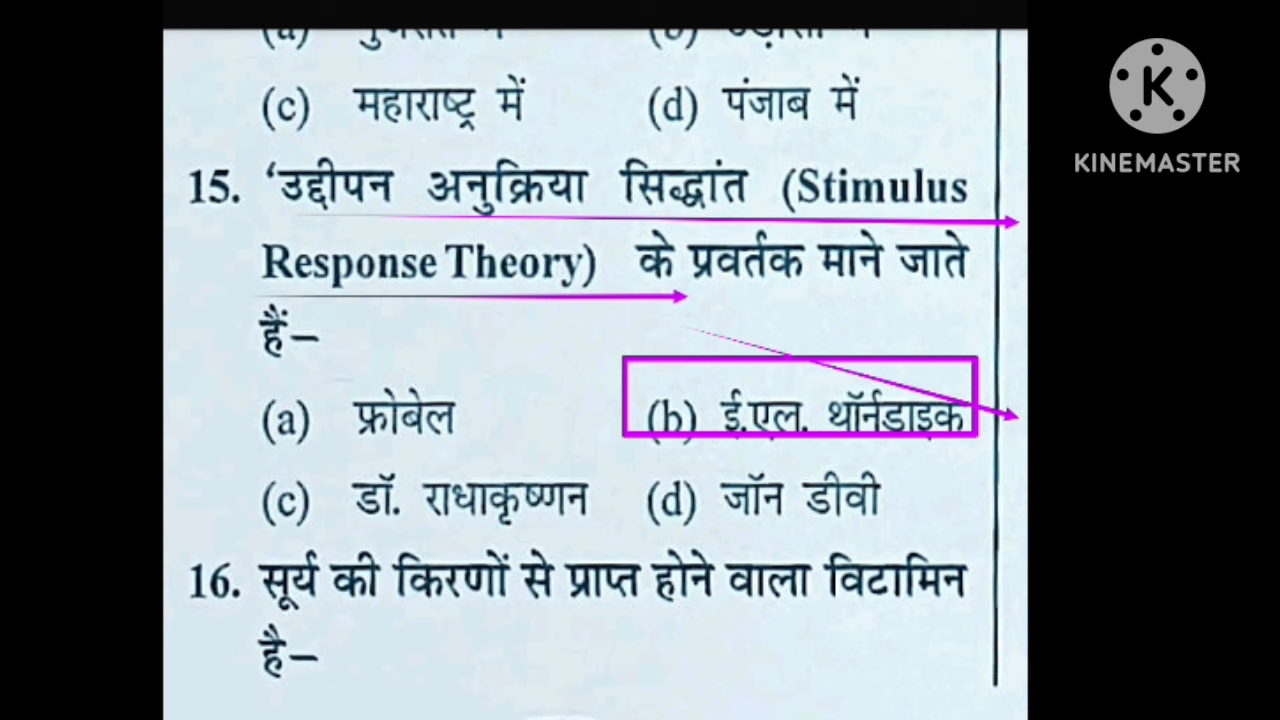 (c) महाराष्ट्र में (d) पंजाब में
15. ‘उद्दीपन अनुक्रिया सिद्धांत (Stimulus
Response Theory) के प्रवर्तक माने जाते
हैं–
(a) फ्रोबेल (b) ई.एल. थॉर्नडाइक
(c) डॉ. राधाकृष्णन (d) जॉन डीवी
16. सूर्य की किरणों से प्राप्त होने वाला विटामिन
है–
K
KINEMASTER